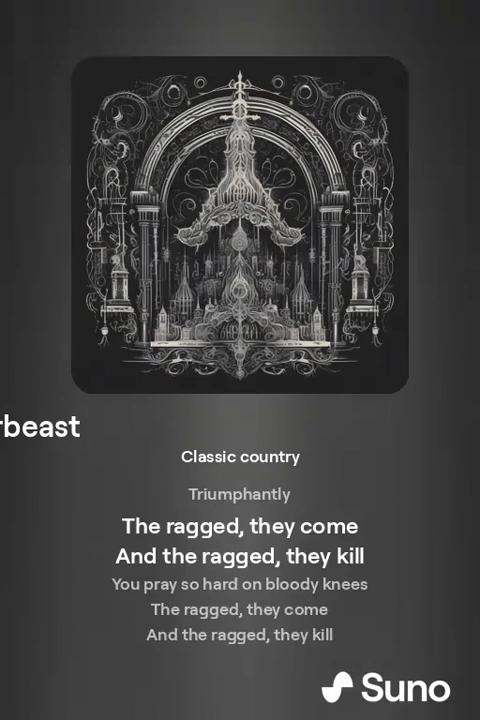 rbeast
Classic country
Triumphantly
The ragged, they come
And the ragged, they kill
You pray so hard on bloody knees
The ragged, they come
And the ragged, they kill
Suno